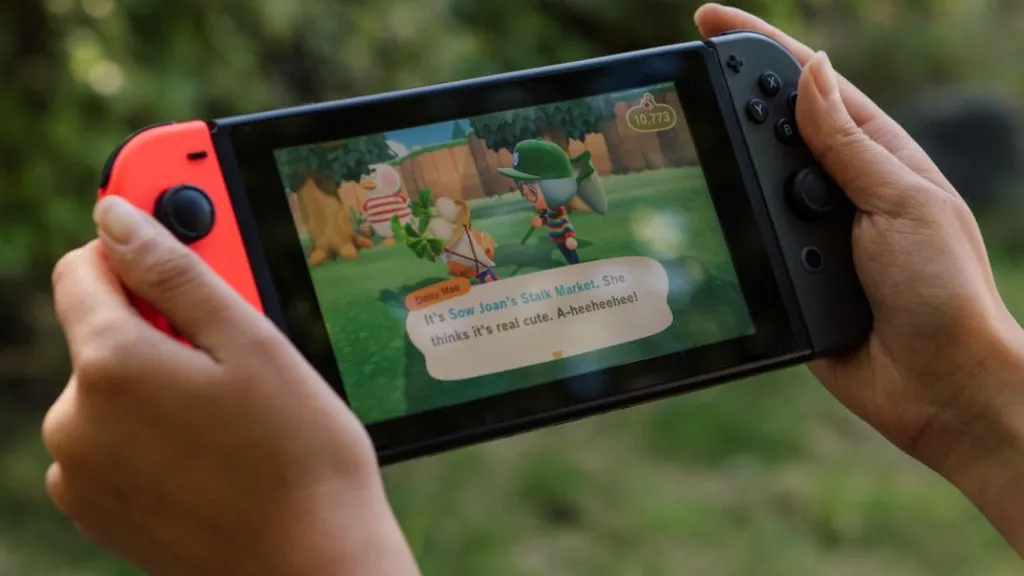 10,773
Daisy Mae
It's Sow Joan's Stalk Market. She
thinks it's real cute. A-heeheehee!
X
Y
B